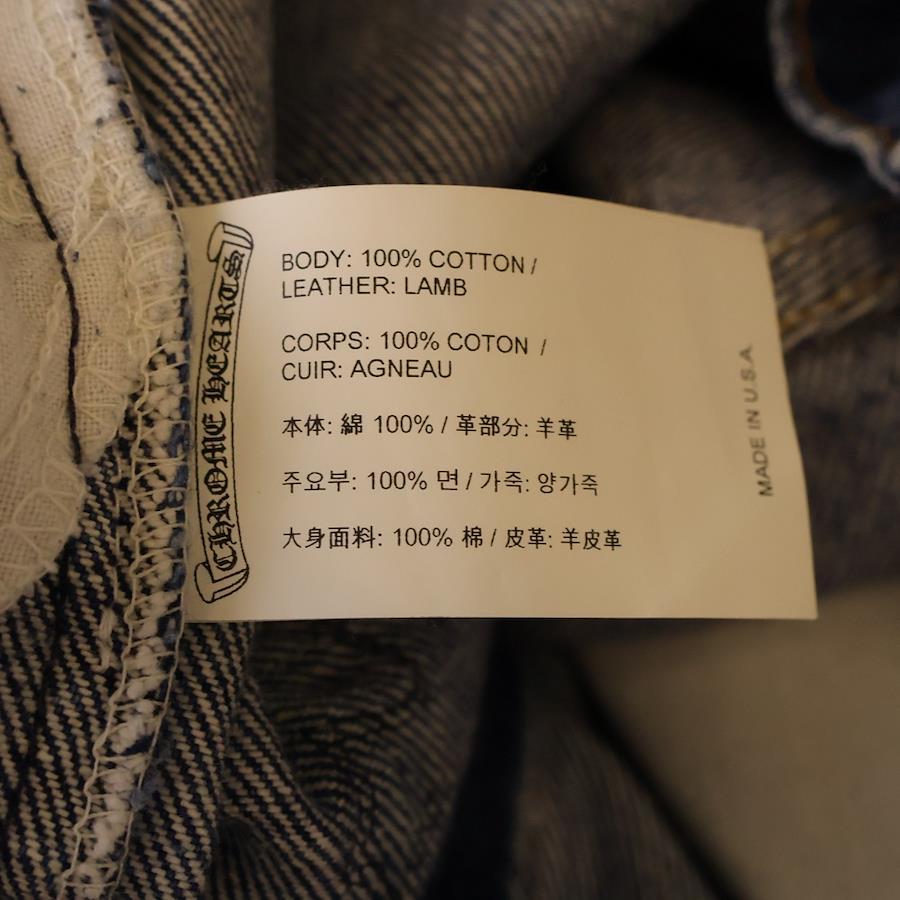 CHROME HEARTS
BODY: 100% COTTON /
LEATHER: LAMB
CORPS: 100% COTON /
CUIR: AGNEAU
本体: 綿 100% / 革部分: 羊革
주요부: 100% 면 / 가죽: 양가죽
大身面料: 100% 棉 / 皮革: 羊皮革
MADE IN U.S.A.